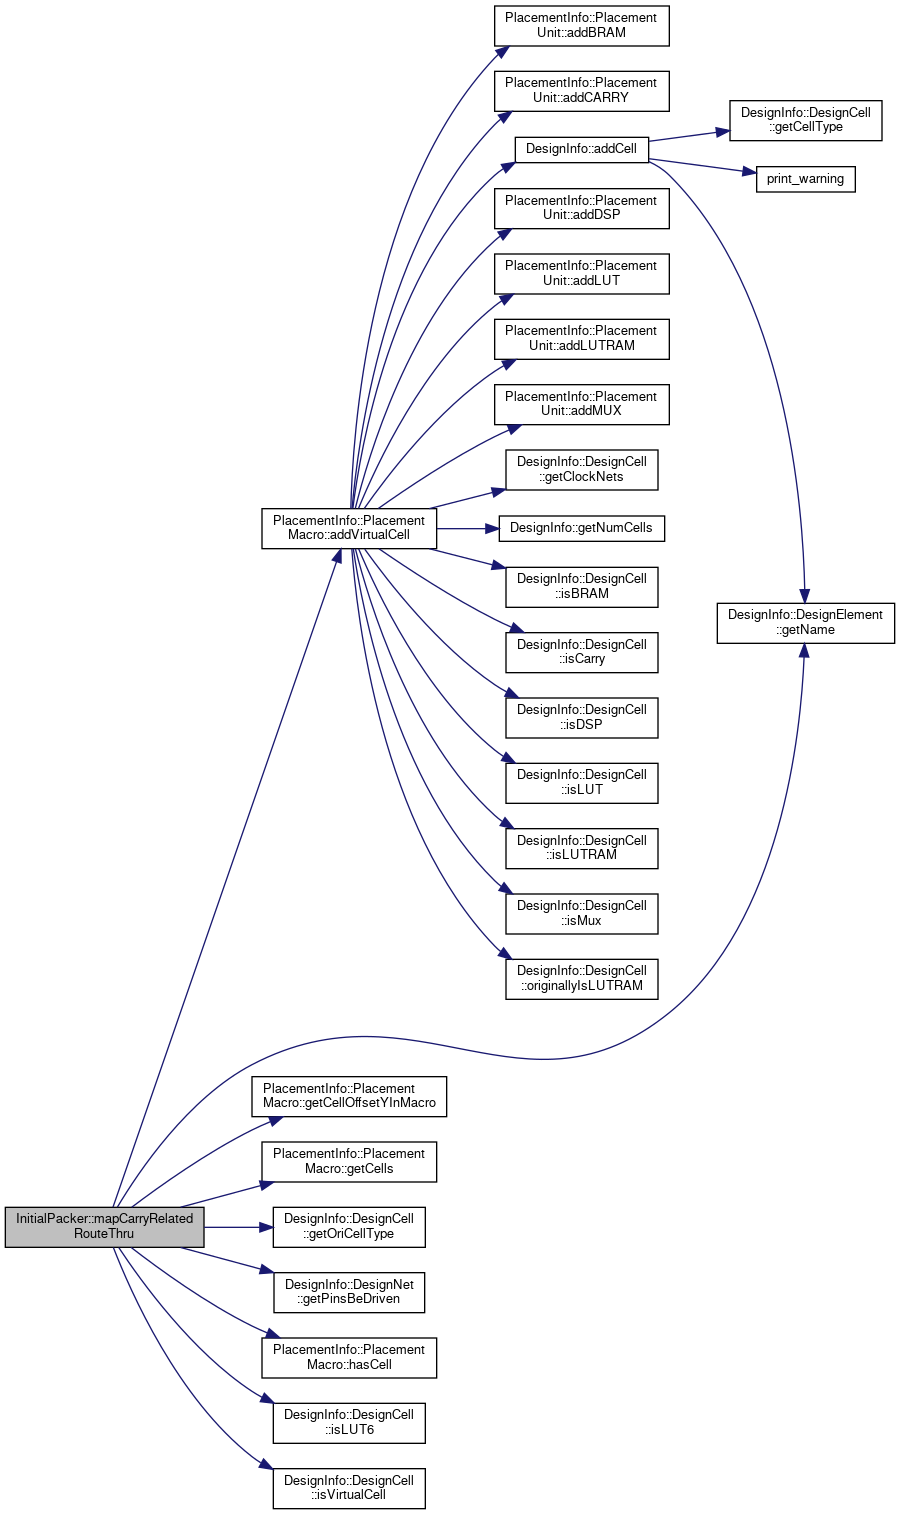 PlacementInfo::Placement
Unit::addBRAM
PlacementInfo::Placement
Unit::addCARRY
DesignInfo::DesignCell
::getCellType
DesignInfo::addCell
print_warning
PlacementInfo::Placement
Unit::addDSP
PlacementInfo::Placement
Unit::addLUT
PlacementInfo::Placement
Unit::addLUTRAM
PlacementInfo::Placement
Unit::addMUX
DesignInfo::DesignCell
::getClockNets
PlacementInfo::Placement
Macro::addVirtualCell
DesignInfo::getNumCells
DesignInfo::DesignCell
::isBRAM
DesignInfo::DesignElement
::getName
DesignInfo::DesignCell
::isCarry
DesignInfo::DesignCell
::isDSP
DesignInfo::DesignCell
::isLUT
DesignInfo::DesignCell
::isLUTRAM
DesignInfo::DesignCell
::isMux
DesignInfo::DesignCell
::originallyIsLUTRAM
PlacementInfo::Placement
Macro::getCellOffsetYInMacro
PlacementInfo::Placement
Macro::getCells
InitialPacker::mapCarryRelated
RouteThru
DesignInfo::DesignCell
::getOriCellType
DesignInfo::DesignNet
::getPinsBeDriven
PlacementInfo::Placement
Macro::hasCell
DesignInfo::DesignCell
::isLUT6
DesignInfo::DesignCell
::isVirtualCell